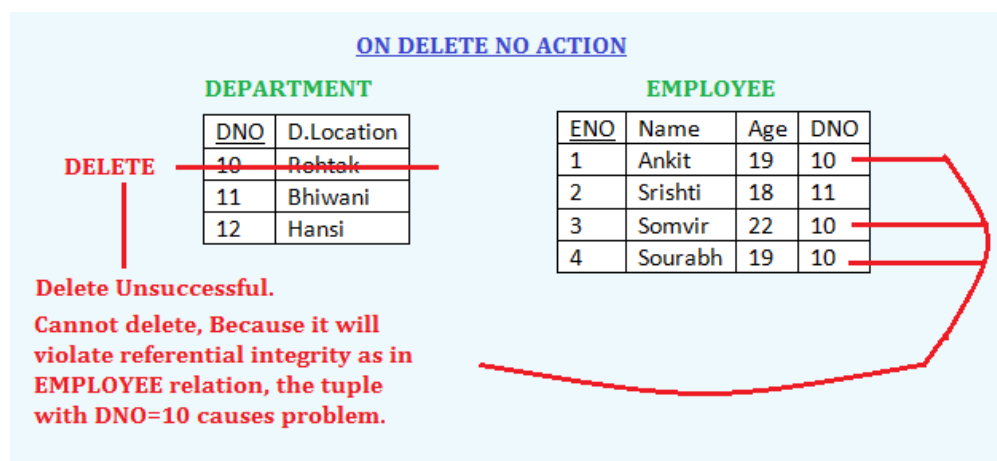 ON DELETE NO ACTION
DEPARTMENT
DNO D.Location
DELETE 10 Rohtak
11 Bhiwani
12 Hansi
EMPLOYEE
ENO Name Age DNO
1 Ankit 19 10
2 Srishti 18 11
3 Somvir 22 10
4 Sourabh 19 10
Delete Unsuccessful.
Cannot delete, Because it will
violate referential integrity as in
EMPLOYEE relation, the tuple
with DNO=10 causes problem.